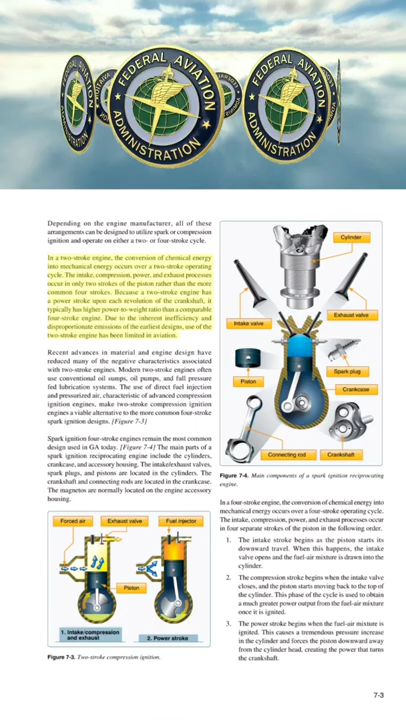 FEDERAL AVIATION
ADMINISTRATION
FEDERAL AVIATION
ADMINISTRATION
Depending on the engine manufacturer, all of these
arrangements can be designed to utilize spark or compression
ignition and operate on either a two- or four-stroke cycle.
In a two-stroke engine, the conversion of chemical energy
into mechanical energy occurs over a two-stroke operating
cycle. The intake, compression, power, and exhaust processes
occur in only two strokes of the piston rather than the more
common four strokes. Because a two-stroke engine has
a power stroke upon each revolution of the crankshaft, it
typically has higher power-to-weight ratio than a comparable
four-stroke engine. Due to the inherent inefficiency and
disproportionate emissions of the earliest designs, use of the
two-stroke engine has been limited in aviation.
Recent advances in material and engine design have
reduced many of the negative characteristics associated
with two-stroke engines. Modern two-stroke engines often
use conventional oil sumps, oil pumps, and full pressure
fed lubrication systems. The use of direct fuel injection
and pressurized air, characteristic of advanced compression
ignition engines, make two-stroke compression ignition
engines a viable alternative to the more common four-stroke
spark ignition designs. [Figure 7-3]
Spark ignition four-stroke engines remain the most common
design used in GA today. [Figure 7-4] The main parts of a
spark ignition reciprocating engine include the cylinders,
crankcase, and accessory housing. The intake/exhaust valves,
spark plugs, and pistons are located in the cylinders. The
crankshaft and connecting rods are located in the crankcase.
The magnetos are normally located on the engine accessory
housing.
Forced air
Exhaust valve
Fuel injector
Piston
1. Intake/compression
and exhaust
2. Power stroke
Figure 7-3. Two-stroke compression ignition.
Cylinder
Intake valve
Exhaust valve
Piston
Spark plug
Crankcase
Connecting rod
Crankshaft
Figure 7-4. Main components of a spark ignition reciprocating
engine.
In a four-stroke engine, the conversion of chemical energy into
mechanical energy occurs over a four-stroke operating cycle.
The intake, compression, power, and exhaust processes occur
in four separate strokes of the piston in the following order.
1. The intake stroke begins as the piston starts its
downward travel. When this happens, the intake
valve opens and the fuel-air mixture is drawn into the
cylinder.
2. The compression stroke begins when the intake valve
closes, and the piston starts moving back to the top of
the cylinder. This phase of the cycle is used to obtain
a much greater power output from the fuel-air mixture
once it is ignited.
3. The power stroke begins when the fuel-air mixture is
ignited. This causes a tremendous pressure increase
in the cylinder and forces the piston downward away
from the cylinder head, creating the power that turns
the crankshaft.
7-3